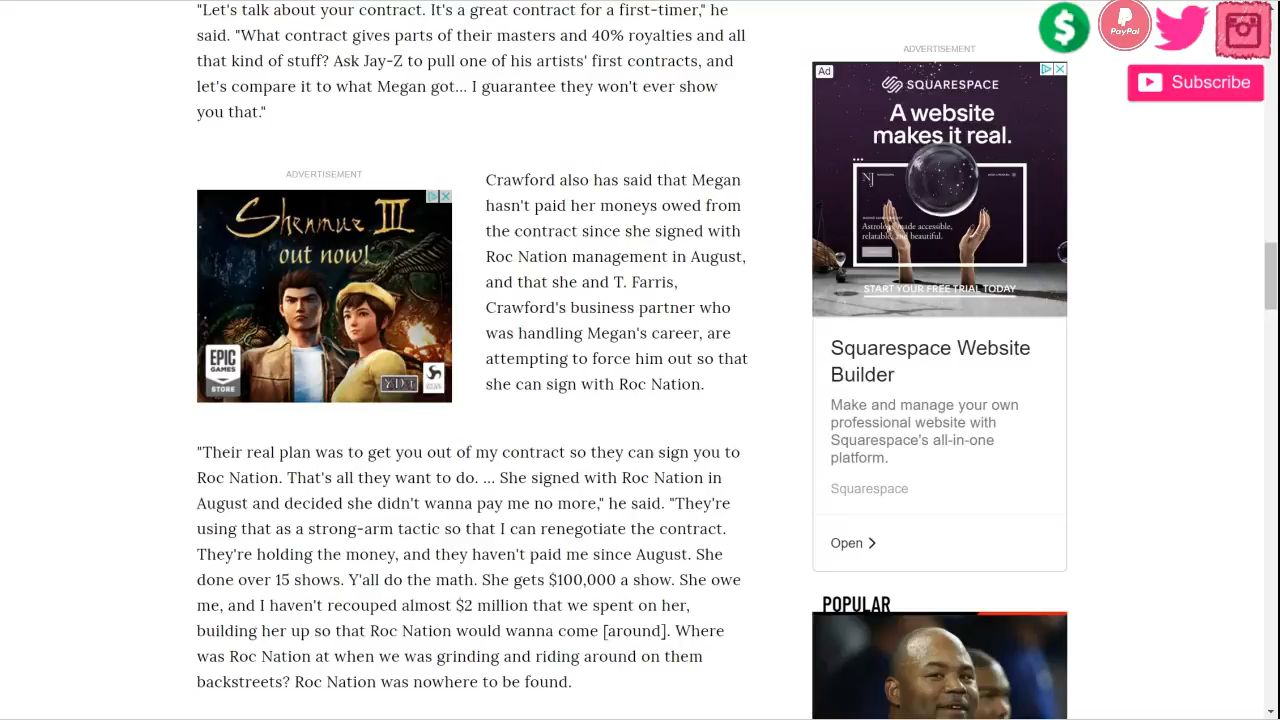 "Let's talk about your contract. It's a great contract for a first-timer," he
said. "What contract gives parts of their masters and 40% royalties and all
that kind of stuff? Ask Jay-Z to pull one of his artists' first contracts, and
lets compare it to what Megan got… I guarantee they won't ever show
you that."
ADVERTISEMENT
Shenmue III
out now!
EPIC
GAMES
STORE
Crawford also has said that Megan
hasn't paid her moneys owed from
the contract since she signed with
Roc Nation management in August,
and that she and T. Farris,
Crawford's business partner who
was handling Megan's career, are
attempting to force him out so that
she can sign with Roc Nation.
"Their real plan was to get you out of my contract so they can sign you to
Roc Nation. That's all they want to do. … She signed with Roc Nation in
August and decided she didn't wanna pay me no more," he said. "They're
using that as a strong-arm tactic so that I can renegotiate the contract.
They're holding the money, and they haven't paid me since August. She
done over 15 shows. Y'all do the math. She gets $100,000 a show. She owe
me, and I haven't recouped almost $2 million that we spent on her,
building her up so that Roc Nation would wanna come [around]. Where
was Roc Nation at when we was grinding and riding around on them
backstreets? Roc Nation was nowhere to be found.
ADVERTISEMENT
Ad
SQUARESPACE
A website
makes it real.
NJ
Astrology made accessible,
relatable, and beautiful.
START YOUR FREE TRIAL TODAY
Squarespace Website
Builder
Make and manage your own
professional website with
Squarespace's all-in-one
platform.
Squarespace
Open
POPULAR
$
PayPal
Subscribe